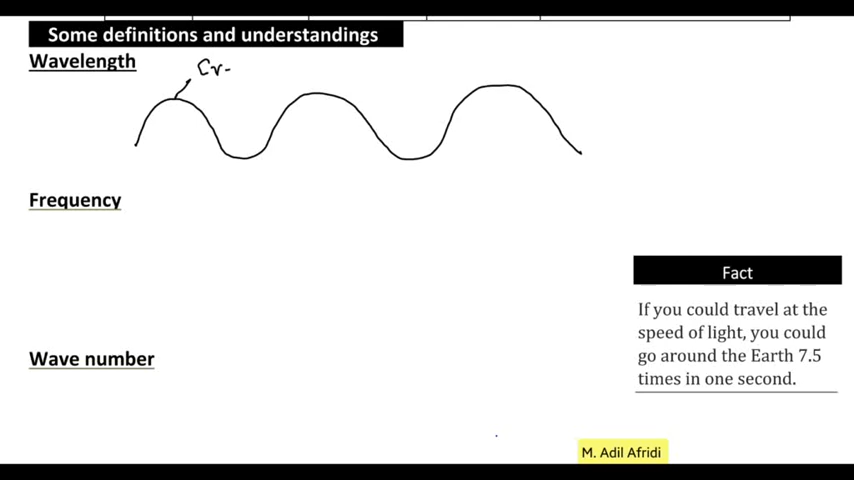 Some definitions and understandings
Wavelength
Cr-
Frequency
Fact
If you could travel at the
speed of light, you could
go around the Earth 7.5
times in one second.
Wave number
M. Adil Afridi